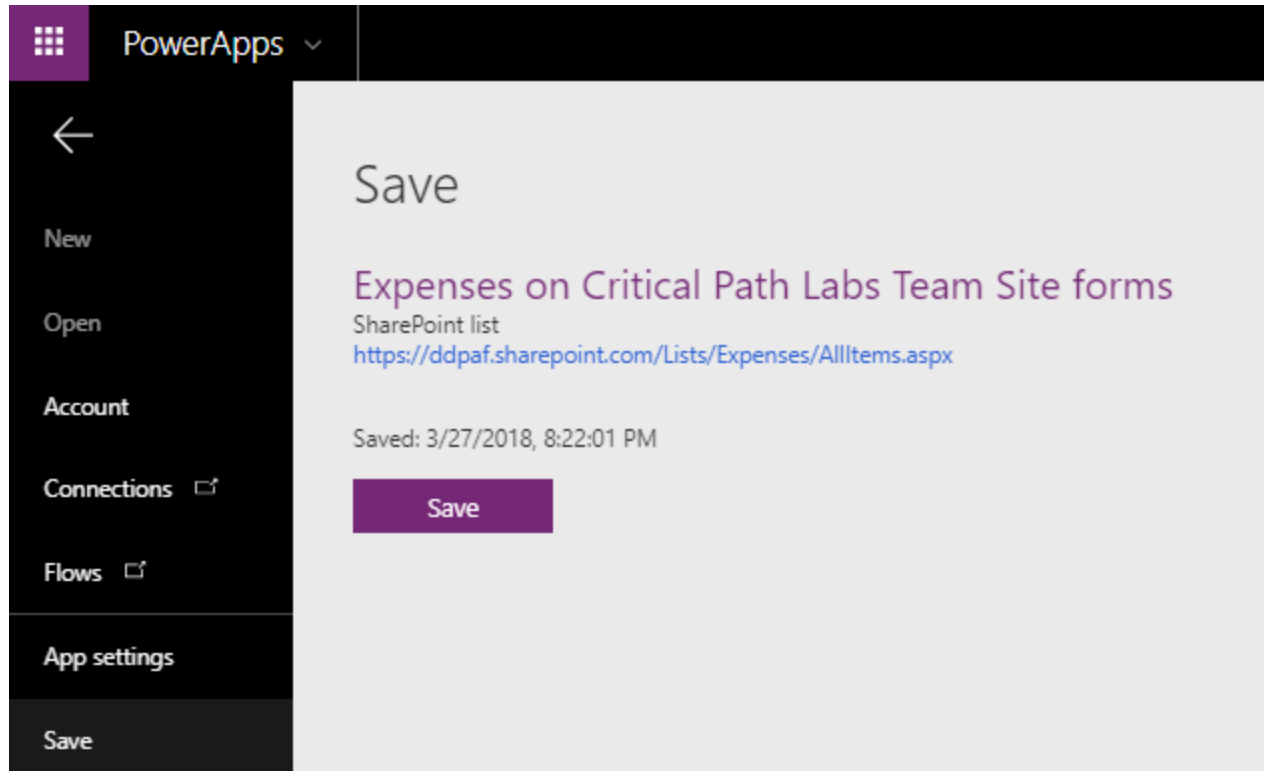 PowerApps
New
Open
Account
Connections
Flows
App settings
Save
Save
Expenses on Critical Path Labs Team Site forms
SharePoint list
https://ddpaf.sharepoint.com/Lists/Expenses/AllItems.aspx
Saved: 3/27/2018, 8:22:01 PM
Save